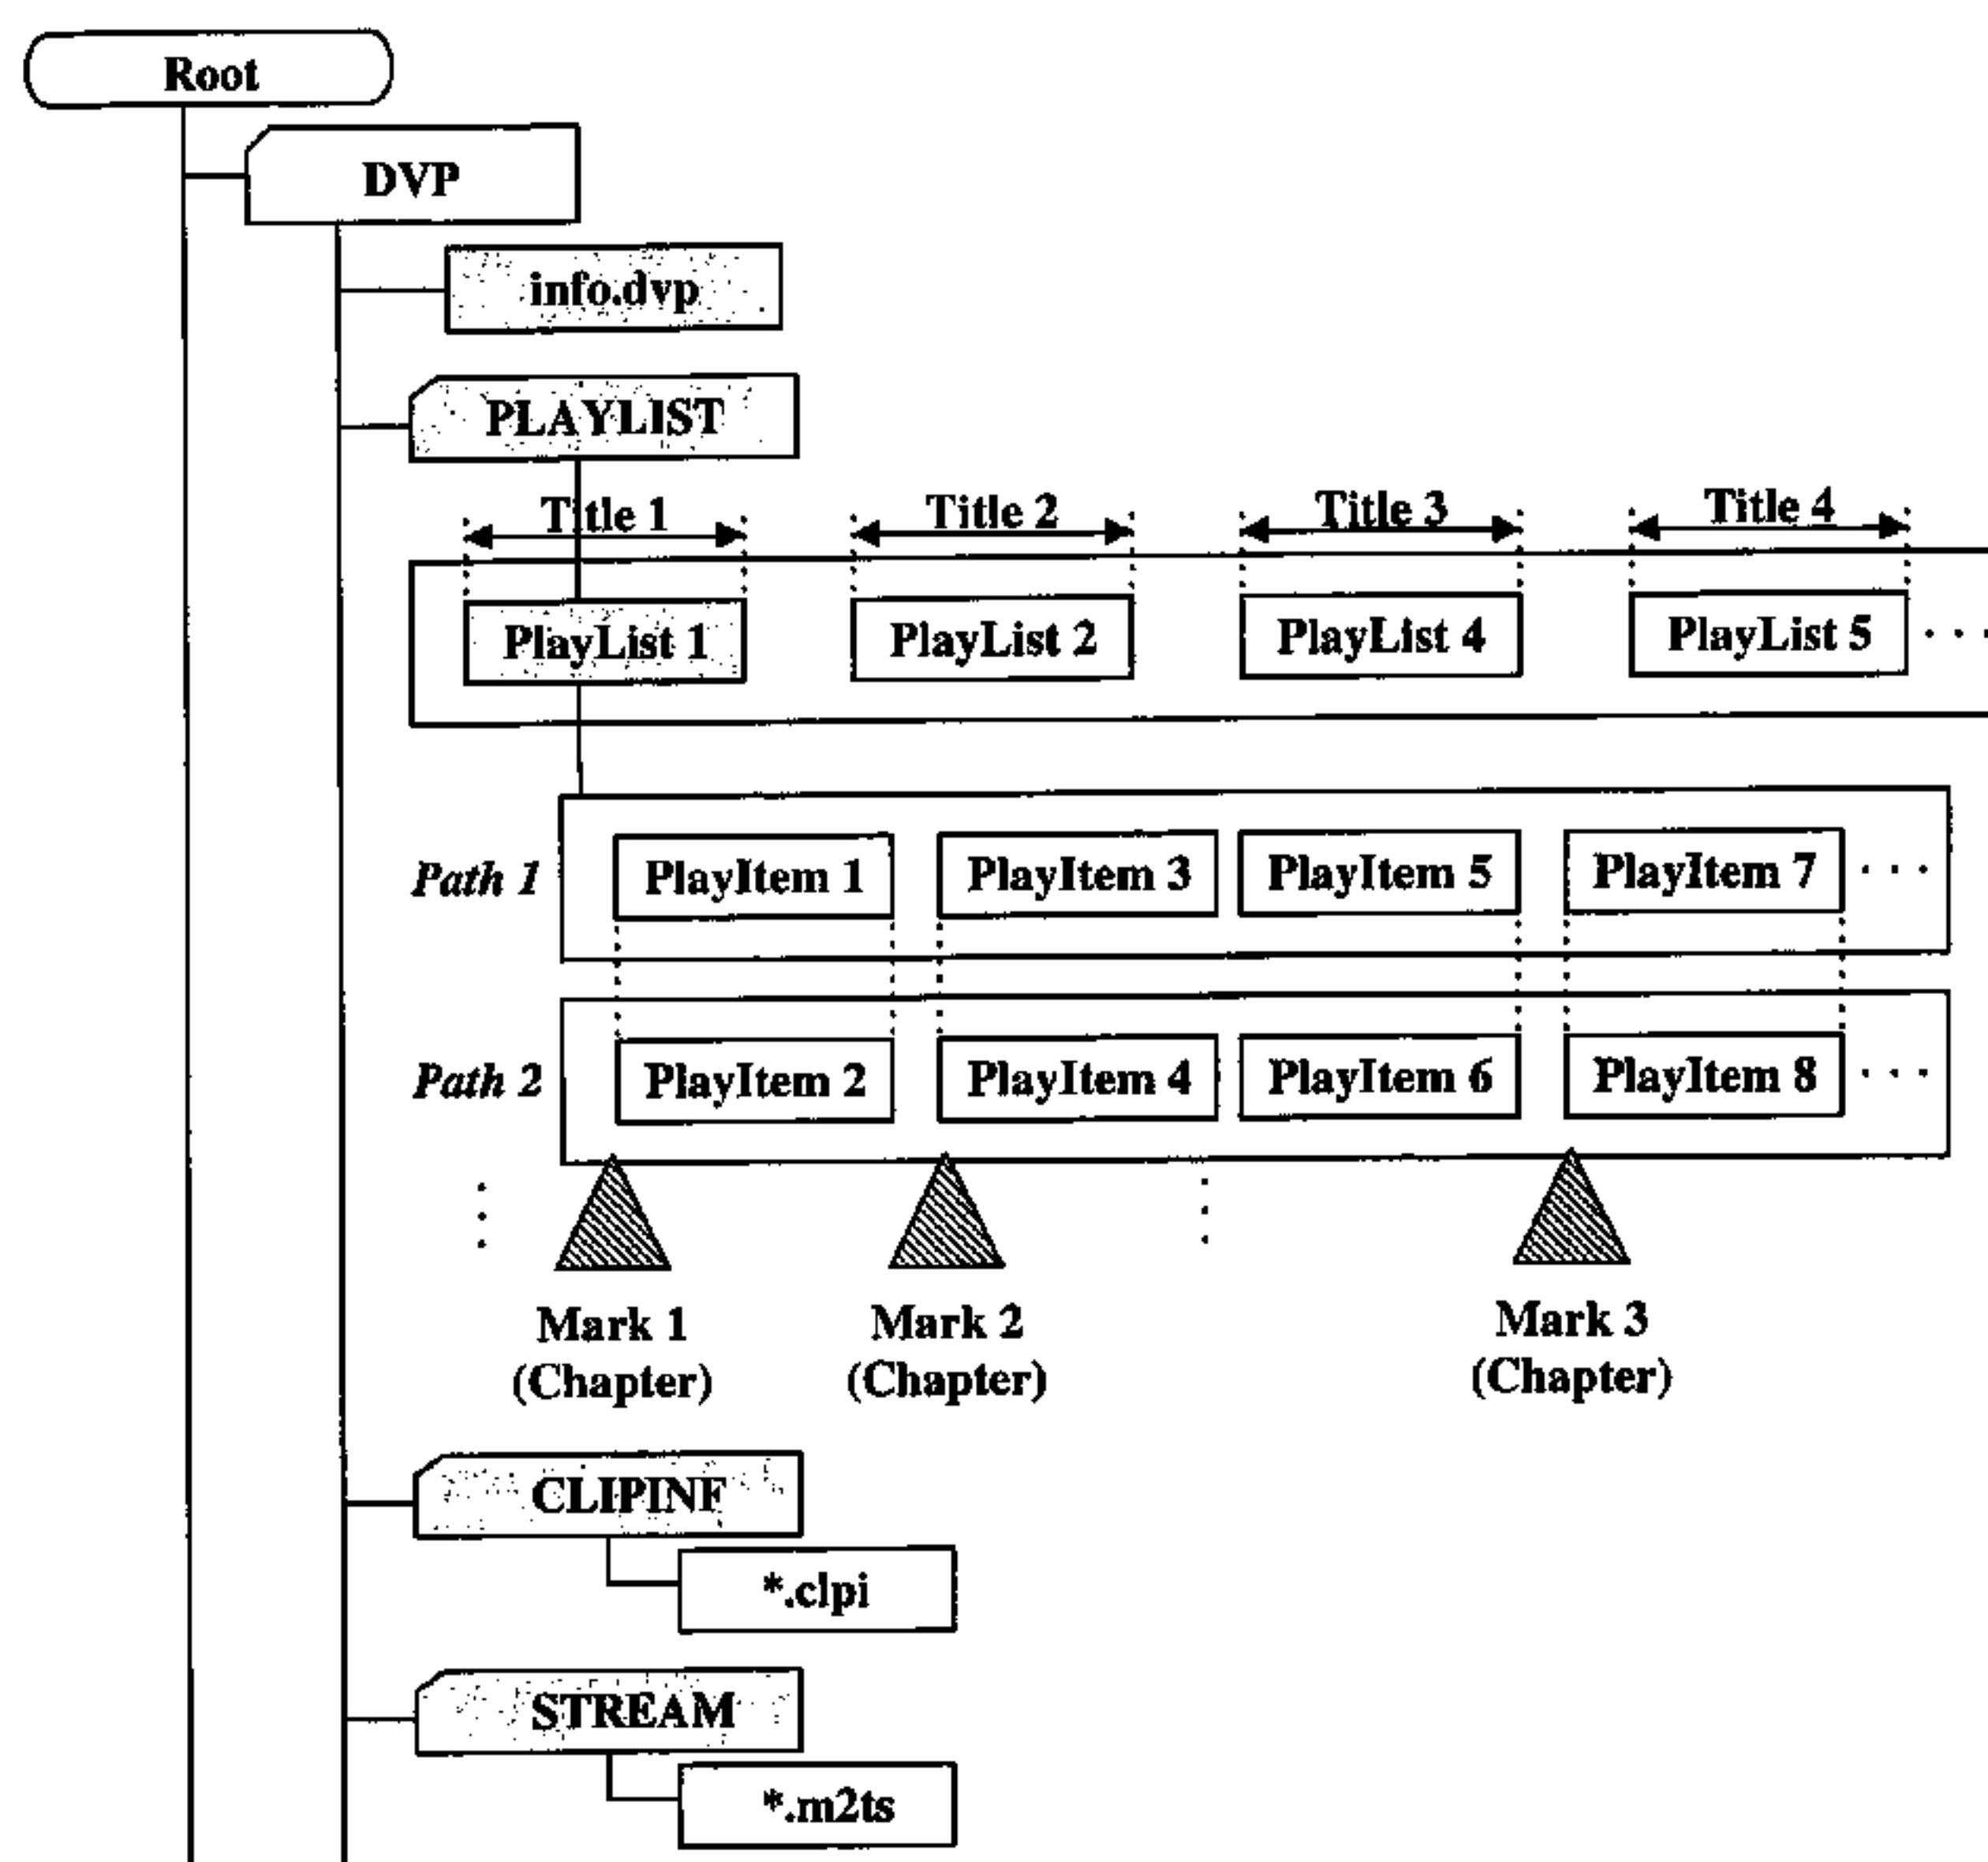 Root
DVP
info.dvp
PLAYLIST
Title 1 Title 2 Title 3 Title 4
PlayList 1 PlayList 2 PlayList 4 PlayList 5 . . .
Path 1 PlayItem 1 PlayItem 3 PlayItem 5 PlayItem 7 . . .
Path 2 PlayItem 2 PlayItem 4 PlayItem 6 PlayItem 8 . . .
Mark 1 Mark 2 Mark 3
(Chapter) (Chapter) (Chapter)
CLIPINF
*.clpi
STREAM
*.m2ts